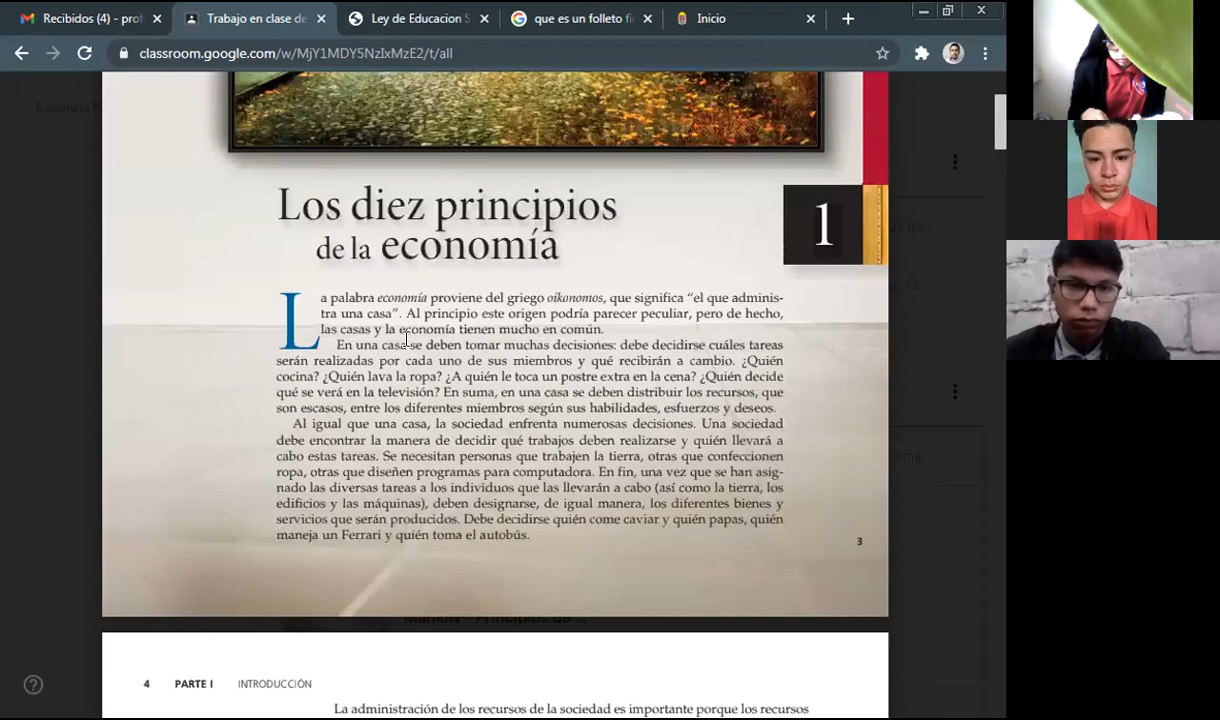 Recibidos (4) - prof
Trabajo en clase de
Ley de Educacion S
que es un folleto fi
Inicio
classroom.google.com/w/MjY1MDY5NzIxMzE2/t/all
Los diez principios
de la economía
1
La palabra economía proviene del griego oikonomos, que significa “el que adminis-
tra una casa”. Al principio este origen podría parecer peculiar, pero de hecho,
las casas y la economía tienen mucho en común.
En una casa se deben tomar muchas decisiones: debe decidirse cuáles tareas
serán realizadas por cada uno de sus miembros y qué recibirán a cambio. ¿Quién
cocina? ¿Quién lava la ropa? ¿A quién le toca un postre extra en la cena? ¿Quién decide
qué se verá en la televisión? En suma, en una casa se deben distribuir los recursos, que
son escasos, entre los diferentes miembros según sus habilidades, esfuerzos y deseos.
Al igual que una casa, la sociedad enfrenta numerosas decisiones. Una sociedad
debe encontrar la manera de decidir qué trabajos deben realizarse y quién llevará a
cabo estas tareas. Se necesitan personas que trabajen la tierra, otras que confeccionen
ropa, otras que diseñen programas para computadora. En fin, una vez que se han asig-
nado las diversas tareas a los individuos que las llevarán a cabo (así como la tierra, los
edificios y las máquinas), deben designarse, de igual manera, los diferentes bienes y
servicios que serán producidos. Debe decidirse quién come caviar y quién papas, quién
maneja un Ferrari y quién toma el autobús.
3
4 PARTE I INTRODUCCIÓN
La administración de los recursos de la sociedad es importante porque los recursos